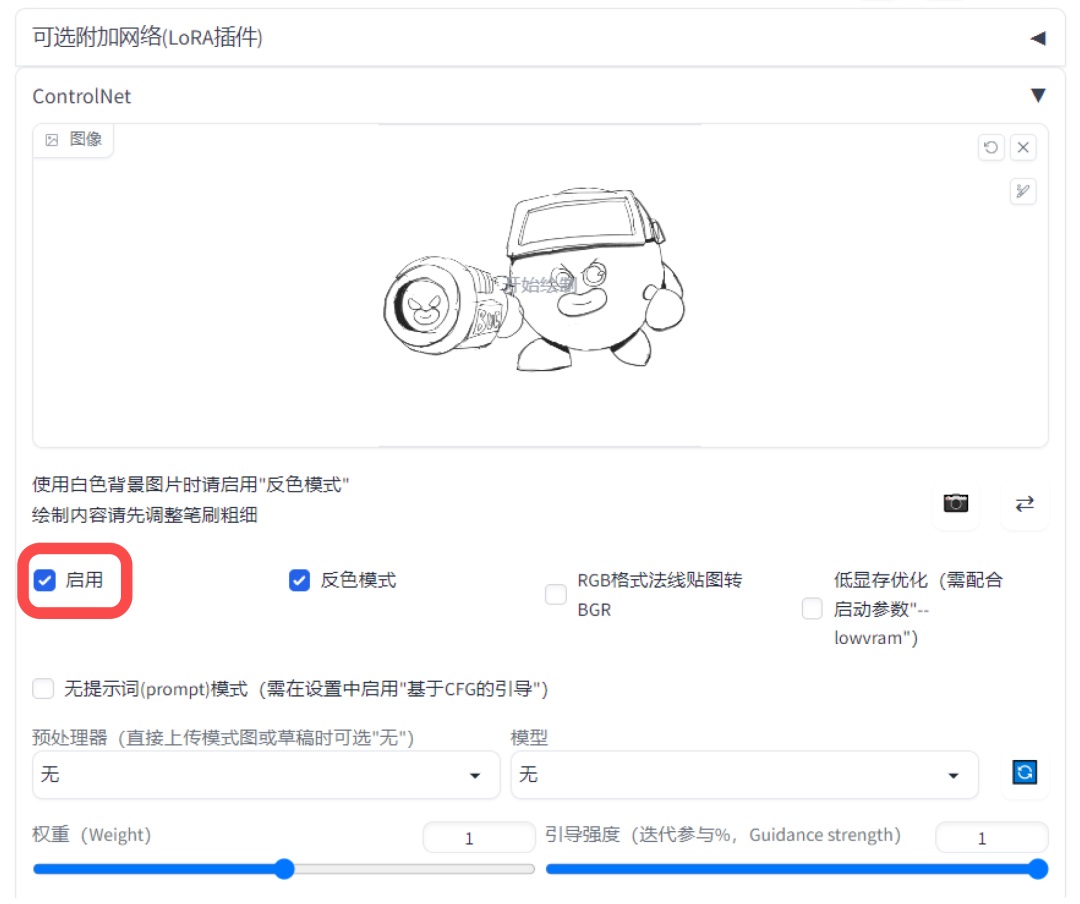 可选附加网络(LoRA插件)
ControlNet
图像
开始绘制
使用白色背景图片时请启用"反色模式"
绘制内容请先调整笔刷粗细
启用
反色模式
RGB格式法线贴图转
BGR
低显存优化（需配合
启动参数"--
lowvram"）
无提示词(prompt)模式（需在设置中启用"基于CFG的引导"）
预处理器（直接上传模式图或草稿时可选"无"）
模型
无
无
权重（Weight）
1
引导强度（迭代参与%，Guidance strength）
1